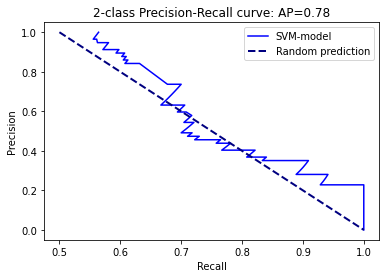 2-class Precision-Recall curve: AP=0.78
SVM-model
Random prediction
Precision
1.0
0.8
0.6
0.4
0.2
0.0
0.5 0.6 0.7 0.8 0.9 1.0
Recall